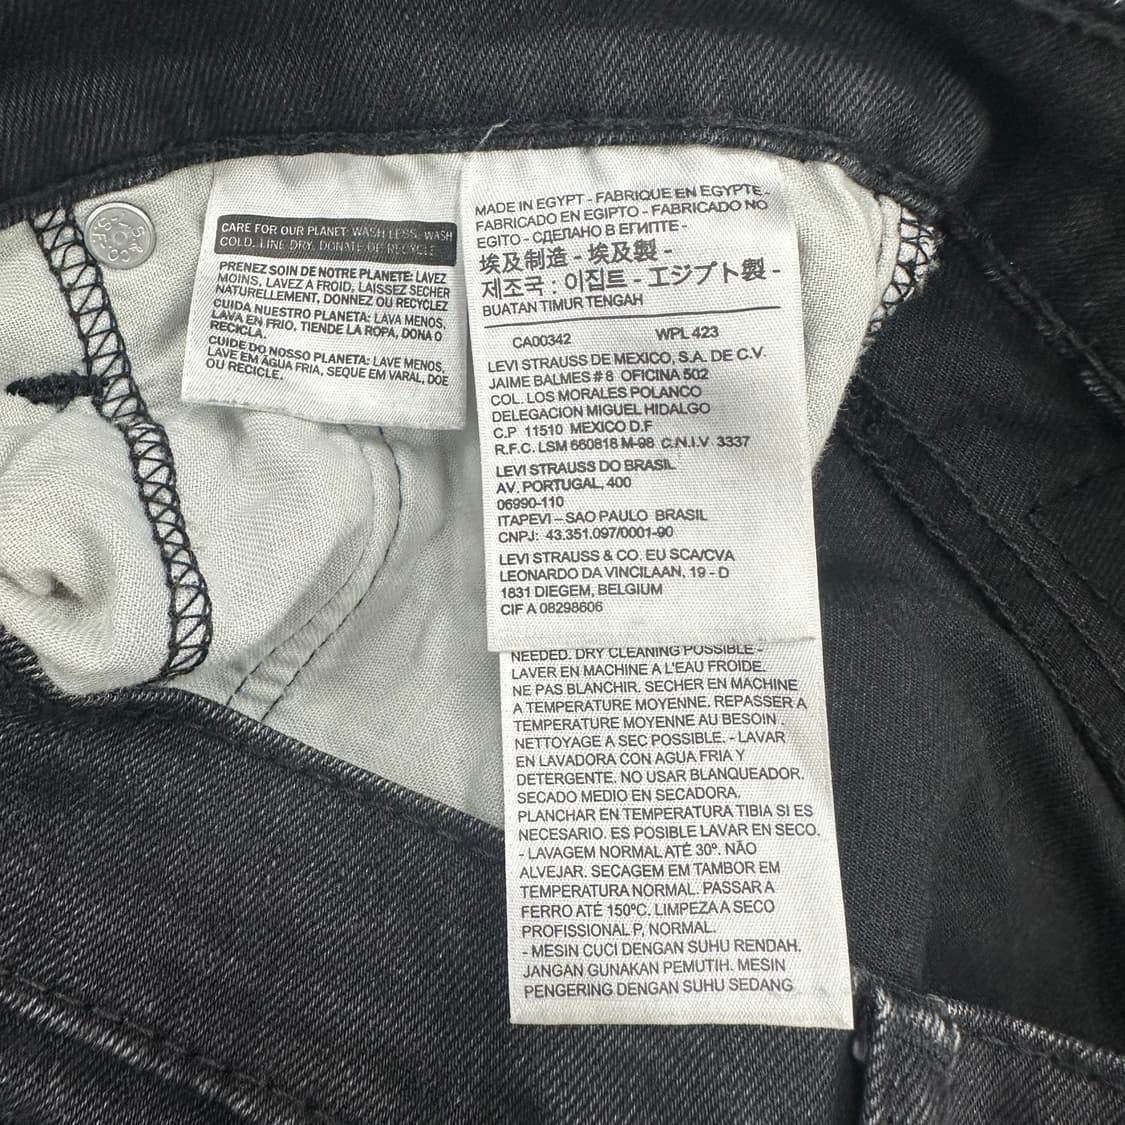 CARE FOR OUR PLANET: WASH LESS, WASH
COLD, LINE DRY, DONATE OR RECYCLE
PRENEZ SOIN DE NOTRE PLANETE: LAVEZ
MOINS, LAVEZ A FROID, LAISSEZ SECHER
NATURELLEMENT, DONNEZ OU RECYCLEZ
CUIDA NUESTRO PLANETA: LAVA MENOS,
LAVA EN FRIO, TIENDE LA ROPA, DONA O
RECICLA.
CUIDE DO NOSSO PLANETA: LAVE MENOS,
LAVE EM ÁGUA FRIA, SEQUE EM VARAL, DOE
OU RECICLE.
MADE IN EGYPT - FABRIQUE EN EGYPTE -
FABRICADO EN EGIPTO - FABRICADO NO
EGITO - СДЕЛАНО В ЕГИПТЕ -
埃及制造 - 埃及製 -
제조국 : 이집트 - エジプト製 -
BUATAN TIMUR TENGAH
CA00342 WPL 423
LEVI STRAUSS DE MEXICO, S.A. DE C.V.
JAIME BALMES # 8 OFICINA 502
COL. LOS MORALES POLANCO
DELEGACION MIGUEL HIDALGO
C.P 11510 MEXICO D.F
R.F.C. LSM 660818 M-98 C.N.I.V 3337
LEVI STRAUSS DO BRASIL
AV. PORTUGAL, 400
06990-110
ITAPEVI – SAO PAULO BRASIL
CNPJ: 43.351.097/0001-90
LEVI STRAUSS & CO. EU SCA/CVA
LEONARDO DA VINCILAAN, 19 - D
1831 DIEGEM, BELGIUM
CIF A 08298606
NEEDED. DRY CLEANING POSSIBLE -
LAVER EN MACHINE A L'EAU FROIDE.
NE PAS BLANCHIR. SECHER EN MACHINE
A TEMPERATURE MOYENNE. REPASSER A
TEMPERATURE MOYENNE AU BESOIN
NETTOYAGE A SEC POSSIBLE. - LAVAR
EN LAVADORA CON AGUA FRIA Y
DETERGENTE. NO USAR BLANQUEADOR.
SECADO MEDIO EN SECADORA.
PLANCHAR EN TEMPERATURA TIBIA SI ES
NECESARIO. ES POSIBLE LAVAR EN SECO.
- LAVAGEM NORMAL ATÉ 30º. NÃO
ALVEJAR. SECAGEM EM TAMBOR EM
TEMPERATURA NORMAL. PASSAR A
FERRO ATÉ 150ºC. LIMPEZA A SECO
PROFISSIONAL P, NORMAL.
- MESIN CUCI DENGAN SUHU RENDAH.
JANGAN GUNAKAN PEMUTIH. MESIN
PENGERING DENGAN SUHU SEDANG